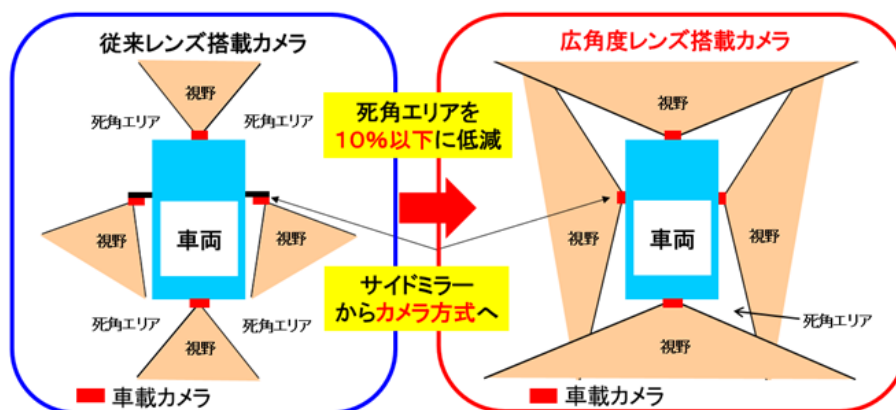 従来レンズ搭載カメラ
視野
死角エリア
死角エリア
視野
車両
視野
死角エリア
死角エリア
視野
車載カメラ
死角エリアを
10%以下に低減
サイドミラー
からカメラ方式へ
広角度レンズ搭載カメラ
視野
視野
車両
視野
死角エリア
視野
車載カメラ